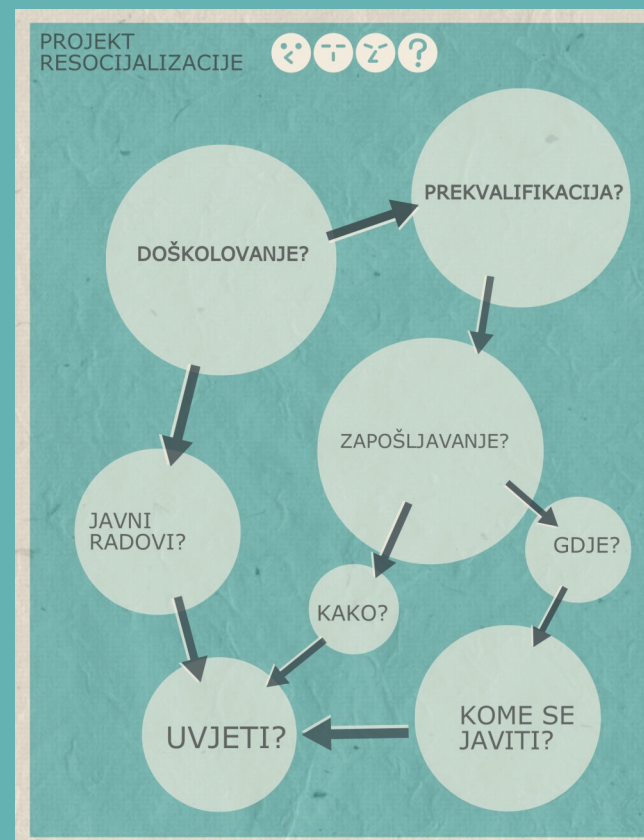 PROJEKT
RESOCIJALIZACIJE
?
PREKVALIFIKACIJA?
DOŠKOLOVANJE?
ZAPOŠLJAVANJE?
JAVNI
RADOVI?
GDJE?
KAKO?
UVJETI?
KOME SE
JAVITI?